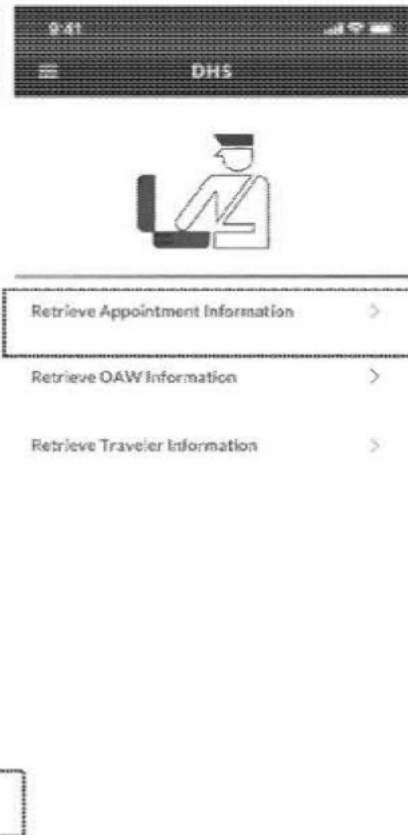 9:41
DHS
Retrieve Appointment Information
Retrieve OAW Information
Retrieve Traveler Information